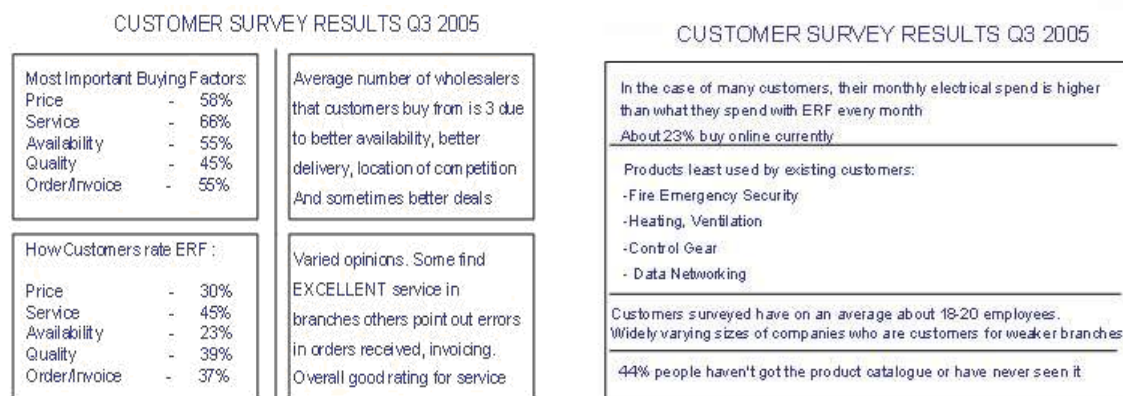 CUSTOMER SURVEY RESULTS Q3 2005
Most Important Buying Factors:
Price - 58%
Service - 66%
Availability - 55%
Quality - 45%
Order/Invoice - 55%
Average number of wholesalers
that customers buy from is 3 due
to better availability, better
delivery, location of competition
And sometimes better deals
How Customers rate ERF :
Price - 30%
Service - 45%
Availability - 23%
Quality - 39%
Order/Invoice - 37%
Varied opinions. Some find
EXCELLENT service in
branches others point out errors
in orders received, invoicing.
Overall good rating for service
CUSTOMER SURVEY RESULTS Q3 2005
In the case of many customers, their monthly electrical spend is higher
than what they spend with ERF every month
About 23% buy online currently
Products least used by existing customers:
-Fire Emergency Security
-Heating, Ventilation
-Control Gear
- Data Networking
Customers surveyed have on an average about 18-20 employees.
Widely varying sizes of companies who are customers for weaker branches
44% people haven't got the product catalogue or have never seen it